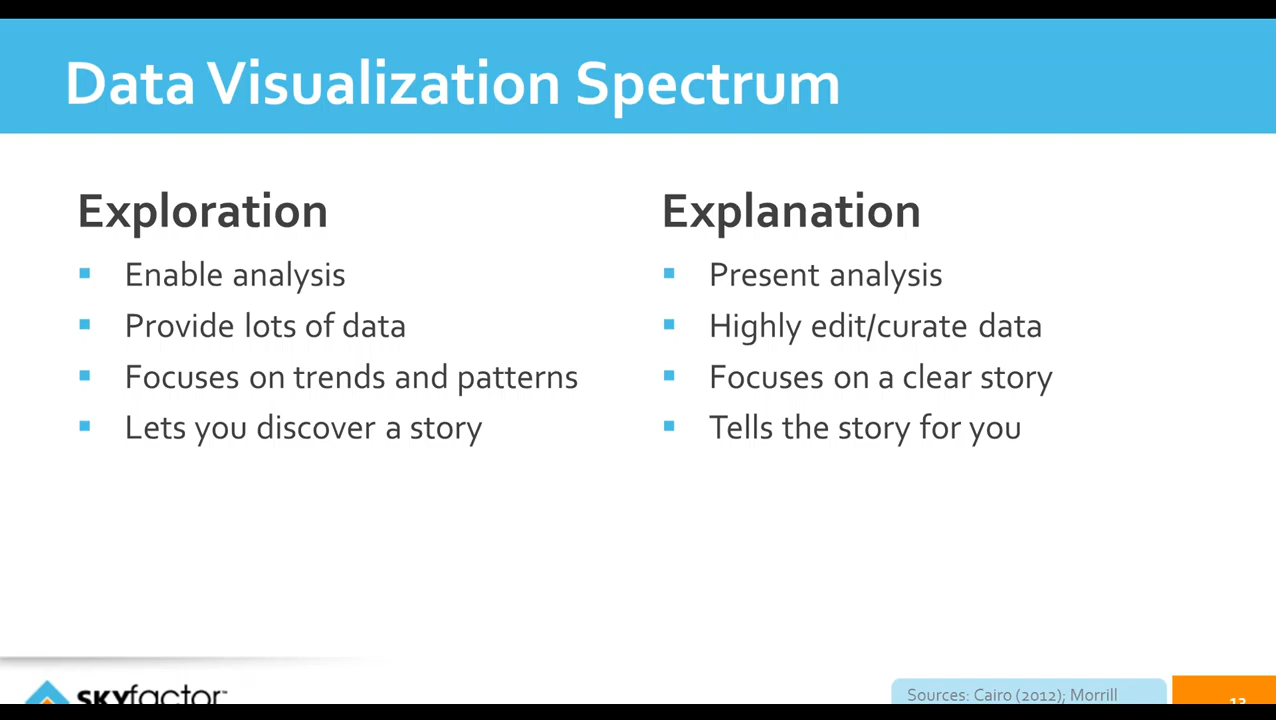 Data Visualization Spectrum
Exploration
▪ Enable analysis
▪ Provide lots of data
▪ Focuses on trends and patterns
▪ Lets you discover a story
Explanation
▪ Present analysis
▪ Highly edit/curate data
▪ Focuses on a clear story
▪ Tells the story for you
SKYfactor™
Sources: Cairo (2012); Morrill